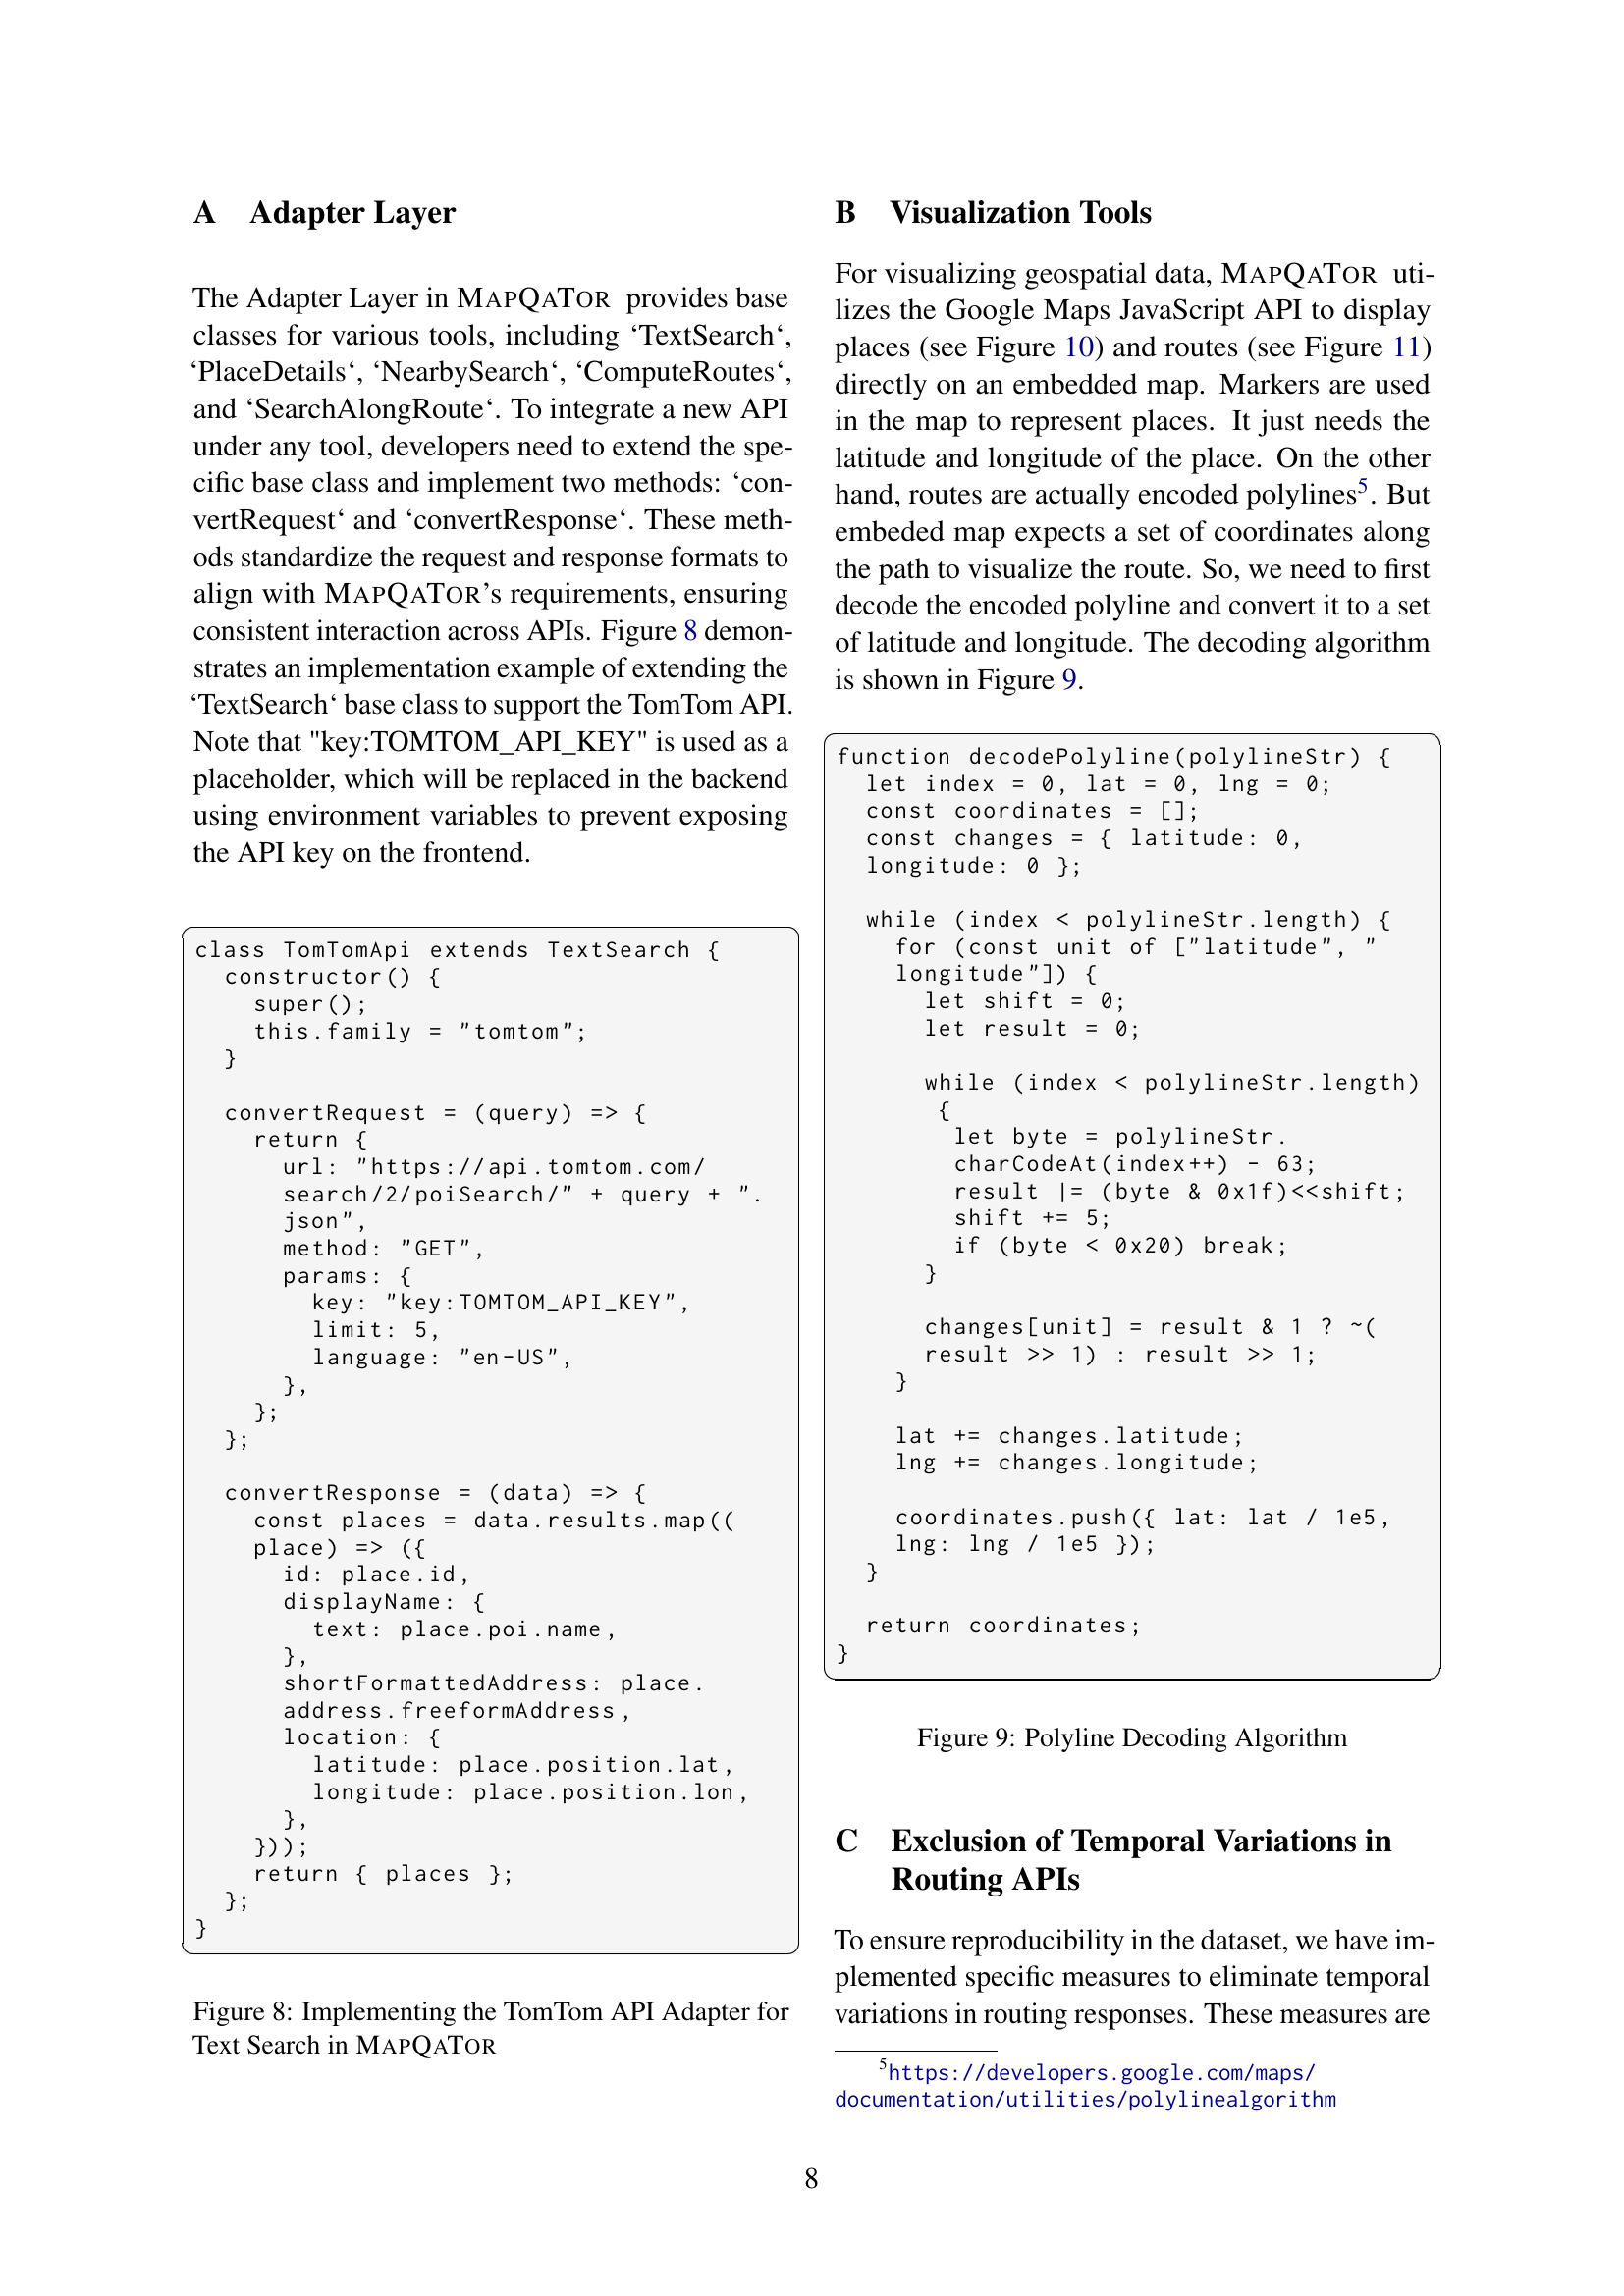 A Adapter Layer
The Adapter Layer in MAPQATOR provides base
classes for various tools, including ‘TextSearch‘,
‘PlaceDetails‘, ‘NearbySearch‘, ‘ComputeRoutes‘,
and ‘SearchAlongRoute‘. To integrate a new API
under any tool, developers need to extend the spe-
cific base class and implement two methods: ‘con-
vertRequest‘ and ‘convertResponse‘. These meth-
ods standardize the request and response formats to
align with MAPQATOR's requirements, ensuring
consistent interaction across APIs. Figure 8 demon-
strates an implementation example of extending the
‘TextSearch‘ base class to support the TomTom API.
Note that "key:TOMTOM_API_KEY" is used as a
placeholder, which will be replaced in the backend
using environment variables to prevent exposing
the API key on the frontend.
class TomTomApi extends TextSearch {
  constructor() {
    super();
    this.family = "tomtom";
  }

  convertRequest = (query) => {
    return {
      url: "https://api.tomtom.com/
      search/2/poiSearch/" + query + ".
      json",
      method: "GET",
      params: {
        key: "key:TOMTOM_API_KEY",
        limit: 5,
        language: "en-US",
      },
    };
  };

  convertResponse = (data) => {
    const places = data.results.map((
    place) => ({
      id: place.id,
      displayName: {
        text: place.poi.name,
      },
      shortFormattedAddress: place.
      address.freeformAddress,
      location: {
        latitude: place.position.lat,
        longitude: place.position.lon,
      },
    }));
    return { places };
  };
}
Figure 8: Implementing the TomTom API Adapter for
Text Search in MAPQATOR
B Visualization Tools
For visualizing geospatial data, MAPQATOR uti-
lizes the Google Maps JavaScript API to display
places (see Figure 10) and routes (see Figure 11)
directly on an embedded map. Markers are used
in the map to represent places. It just needs the
latitude and longitude of the place. On the other
hand, routes are actually encoded polylines5. But
embeded map expects a set of coordinates along
the path to visualize the route. So, we need to first
decode the encoded polyline and convert it to a set
of latitude and longitude. The decoding algorithm
is shown in Figure 9.
function decodePolyline(polylineStr) {
  let index = 0, lat = 0, lng = 0;
  const coordinates = [];
  const changes = { latitude: 0,
  longitude: 0 };

  while (index < polylineStr.length) {
    for (const unit of ["latitude", "
    longitude"]) {
      let shift = 0;
      let result = 0;

      while (index < polylineStr.length)
       {
        let byte = polylineStr.
        charCodeAt(index++) - 63;
        result |= (byte & 0x1f)<<shift;
        shift += 5;
        if (byte < 0x20) break;
      }

      changes[unit] = result & 1 ? ~(
      result >> 1) : result >> 1;
    }

    lat += changes.latitude;
    lng += changes.longitude;

    coordinates.push({ lat: lat / 1e5,
    lng: lng / 1e5 });
  }

  return coordinates;
}
Figure 9: Polyline Decoding Algorithm
C Exclusion of Temporal Variations in
Routing APIs
To ensure reproducibility in the dataset, we have im-
plemented specific measures to eliminate temporal
variations in routing responses. These measures are
5https://developers.google.com/maps/
documentation/utilities/polylinealgorithm
8